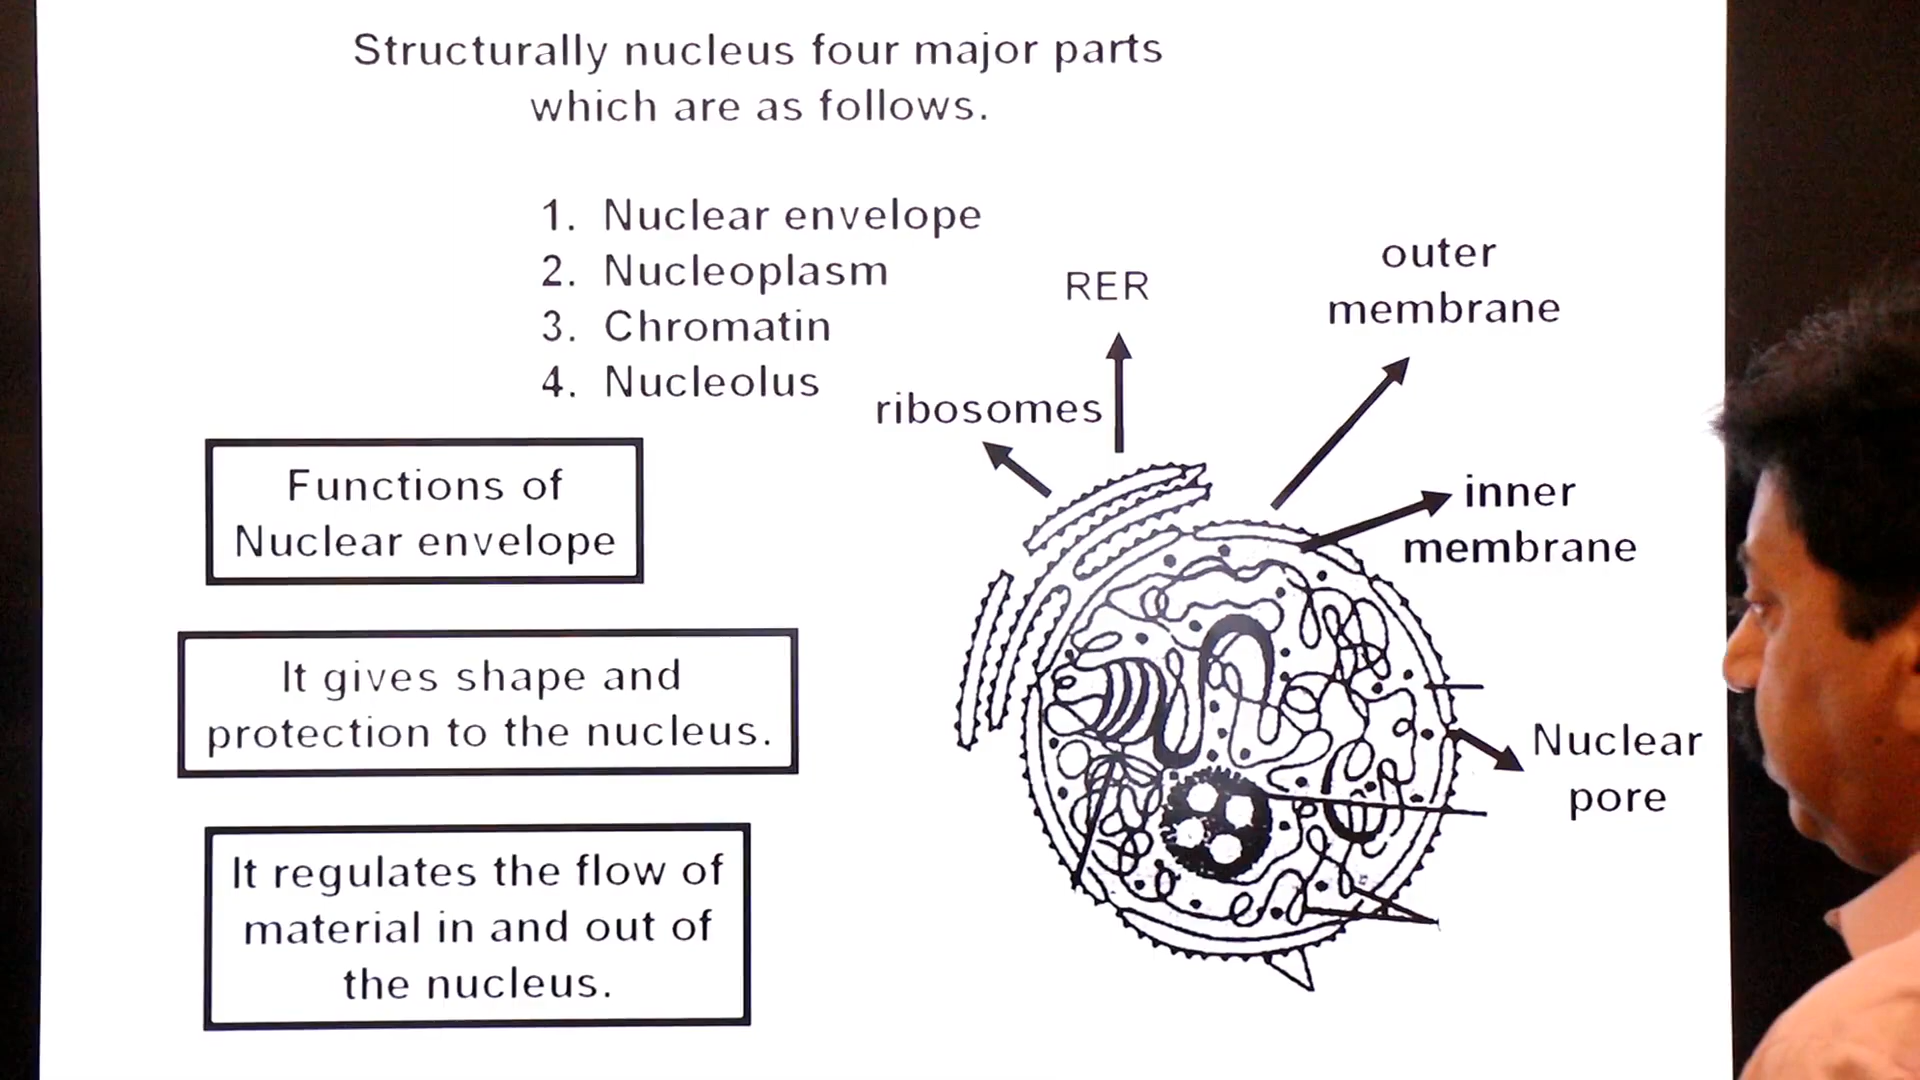 Structurally nucleus four major parts
which are as follows.
1. Nuclear envelope
2. Nucleoplasm
3. Chromatin
4. Nucleolus
RER
outer
membrane
ribosomes
inner
membrane
Functions of
Nuclear envelope
It gives shape and
protection to the nucleus.
Nuclear
pore
It regulates the flow of
material in and out of
the nucleus.